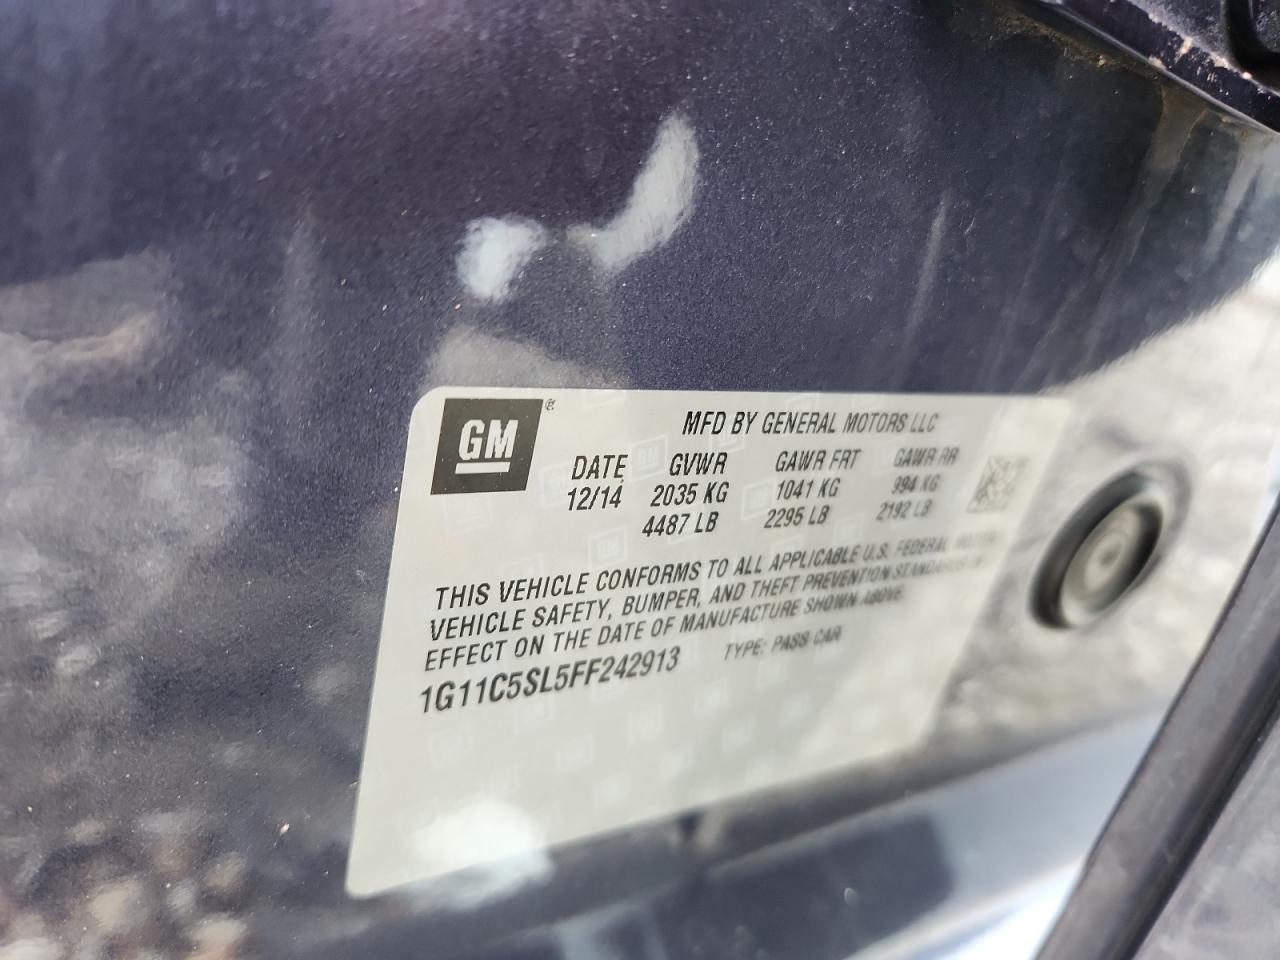 GM ®
MFD BY GENERAL MOTORS LLC
DATE GVWR GAWR FRT GAWR RR
12/14 2035 KG 1041 KG 994 KG
4487 LB 2295 LB 2192 LB
THIS VEHICLE CONFORMS TO ALL APPLICABLE U.S. FEDERAL MOTOR
VEHICLE SAFETY, BUMPER, AND THEFT PREVENTION STANDARDS IN
EFFECT ON THE DATE OF MANUFACTURE SHOWN ABOVE.
1G11C5SL5FF242913 TYPE: PASS CAR